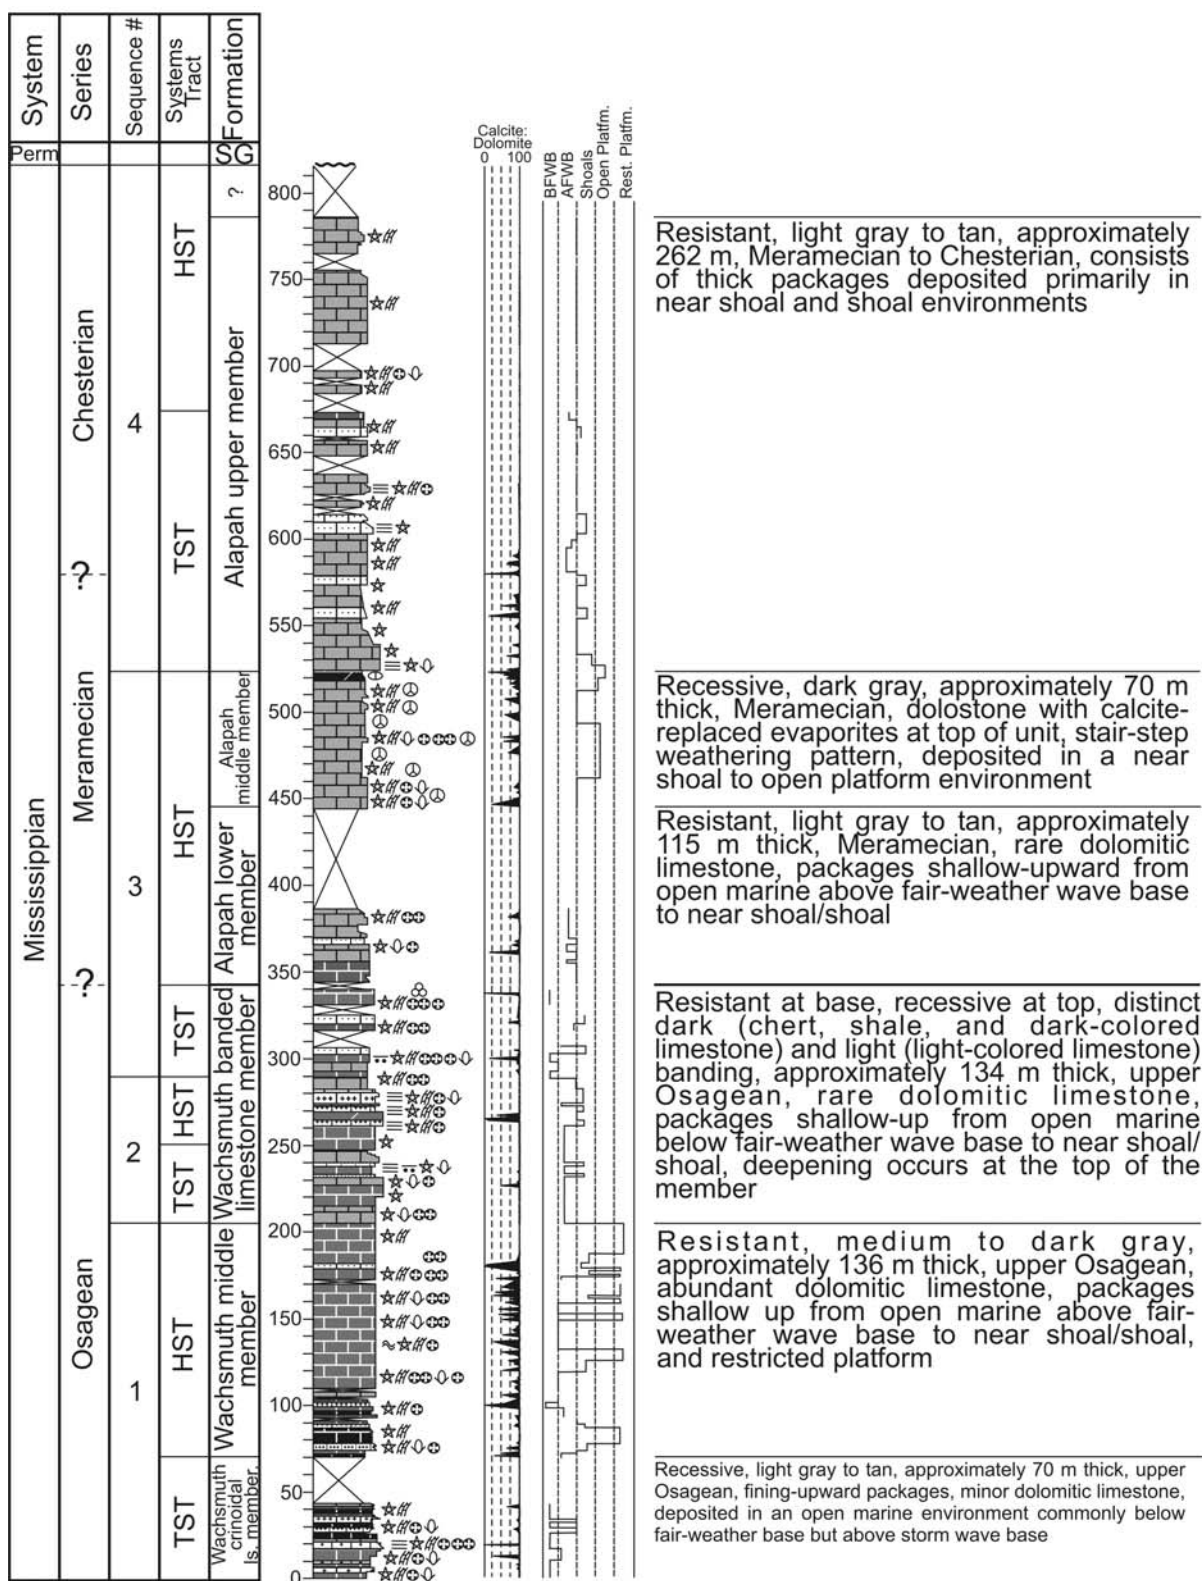 System
Series
Sequence #
Systems
Tract
Formation
Perm
SG
Mississippian
Chesterian
?
Meramecian
?
Osagean
4
3
2
1
HST
TST
HST
TST
HST
TST
HST
TST
?
Alapah upper member
Alapah
middle member
Alapah lower
member
Wachsmuth banded
limestone member
Wachsmuth middle
member
Wachsmuth
crinoidal
ls. member.
800
750
700
650
600
550
500
450
400
350
300
250
200
150
100
50
0
Calcite:
Dolomite
0 100
BFWB
AFWB
Shoals
Open Platfm.
Rest. Platfm.
Resistant, light gray to tan, approximately
262 m, Meramecian to Chesterian, consists
of thick packages deposited primarily in
near shoal and shoal environments
Recessive, dark gray, approximately 70 m
thick, Meramecian, dolostone with calcite-
replaced evaporites at top of unit, stair-step
weathering pattern, deposited in a near
shoal to open platform environment
Resistant, light gray to tan, approximately
115 m thick, Meramecian, rare dolomitic
limestone, packages shallow-upward from
open marine above fair-weather wave base
to near shoal/shoal
Resistant at base, recessive at top, distinct
dark (chert, shale, and dark-colored
limestone) and light (light-colored limestone)
banding, approximately 134 m thick, upper
Osagean, rare dolomitic limestone,
packages shallow-up from open marine
below fair-weather wave base to near shoal/
shoal, deepening occurs at the top of the
member
Resistant, medium to dark gray,
approximately 136 m thick, upper Osagean,
abundant dolomitic limestone, packages
shallow up from open marine above fair-
weather wave base to near shoal/shoal,
and restricted platform
Recessive, light gray to tan, approximately 70 m thick, upper
Osagean, fining-upward packages, minor dolomitic limestone,
deposited in an open marine environment commonly below
fair-weather base but above storm wave base